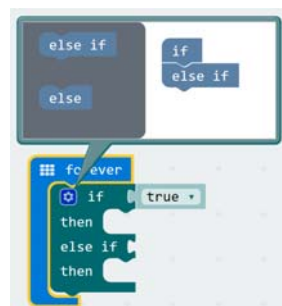 else if
if
else if
else
forever
if true
then
else if
then